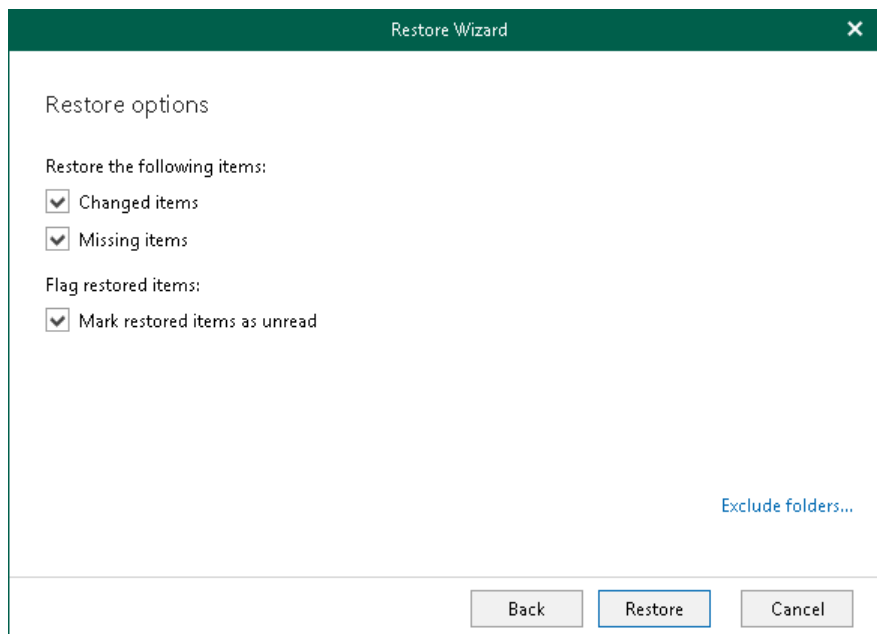 Restore Wizard
Restore options
Restore the following items:
Changed items
Missing items
Flag restored items:
Mark restored items as unread
Exclude folders...
Back Restore Cancel